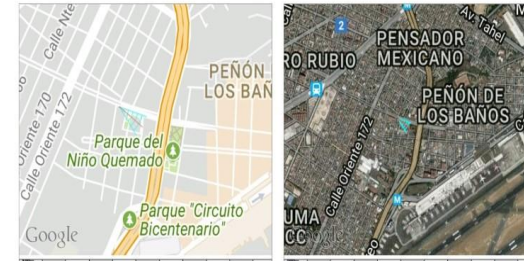 Calle Nte
Oriente 170
Calle Oriente 172
PEÑÓN
LOS BAÑ
Parque del
Niño Quemado
Parque "Circuito
Bicentenario"
Google
2
Av. Tahel
PENSADOR
MEXICANO
RO RUBIO
PEÑÓN DE
LOS BAÑOS
Calle Oriente 172
M
UMA
CC
Google